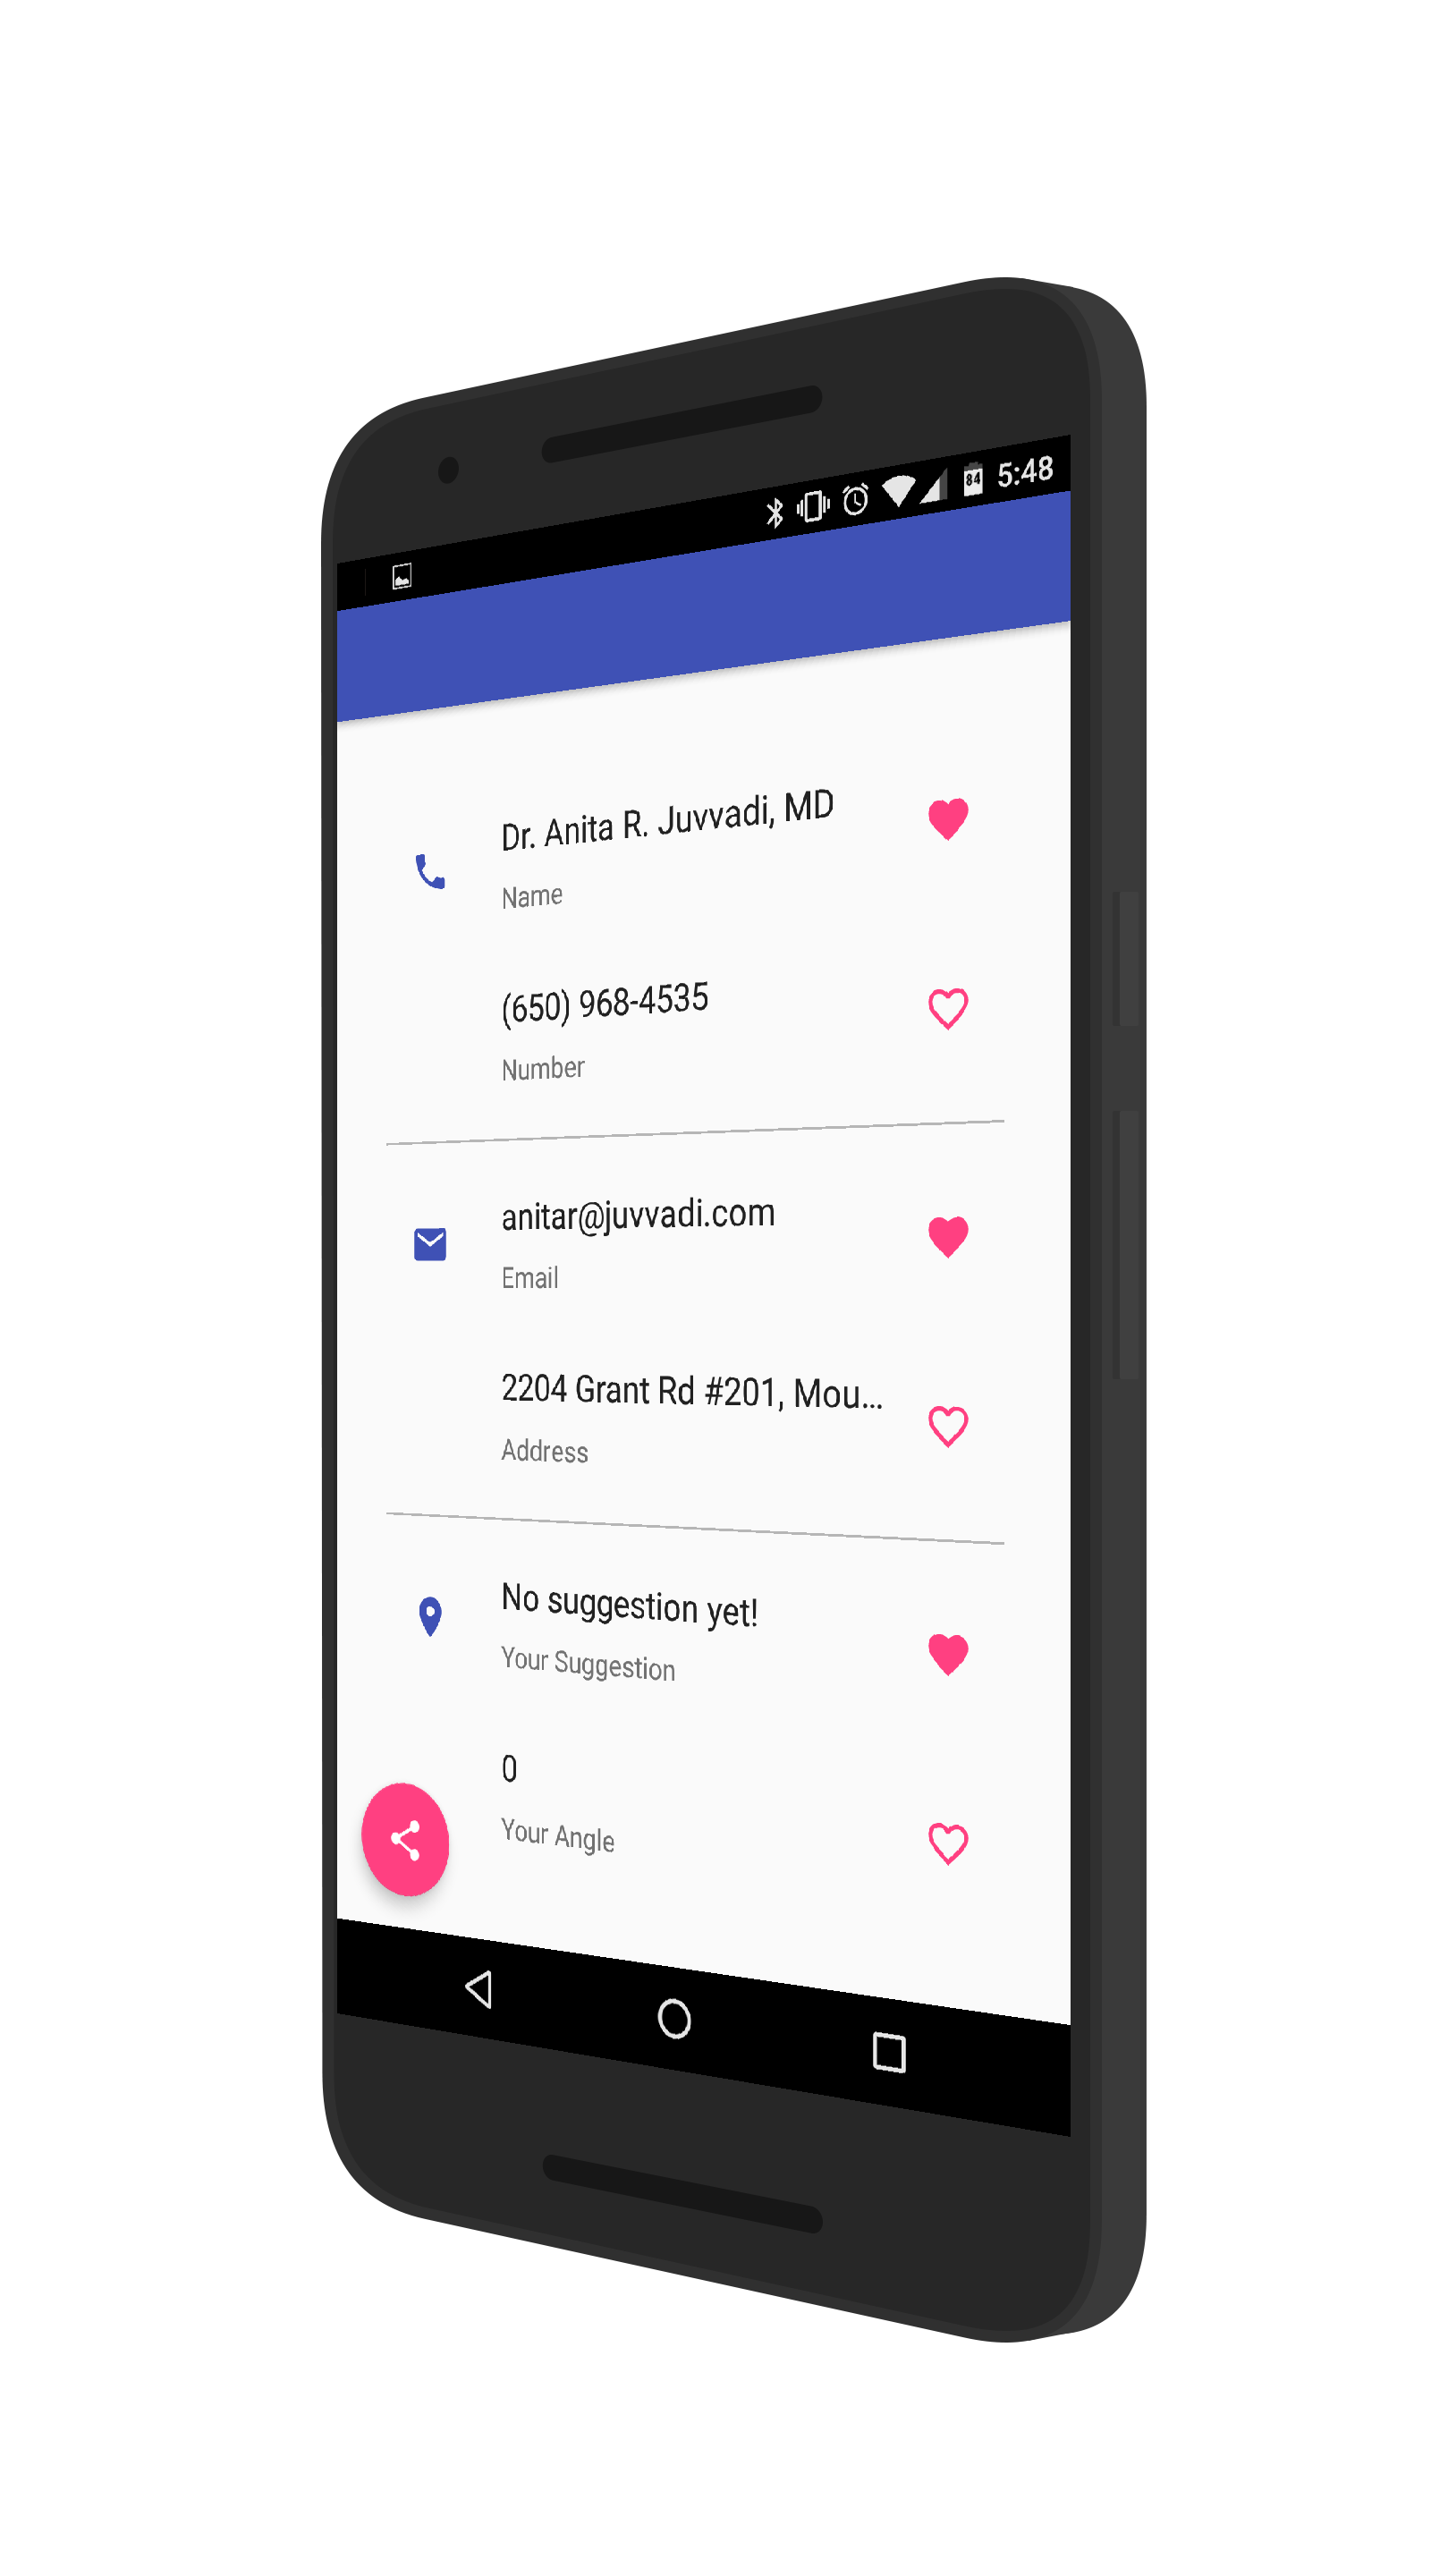 84 5:48
Dr. Anita R. Juvvadi, MD
Name
(650) 968-4535
Number
anitar@juvvadi.com
Email
2204 Grant Rd #201, Mou...
Address
No suggestion yet!
Your Suggestion
0
Your Angle